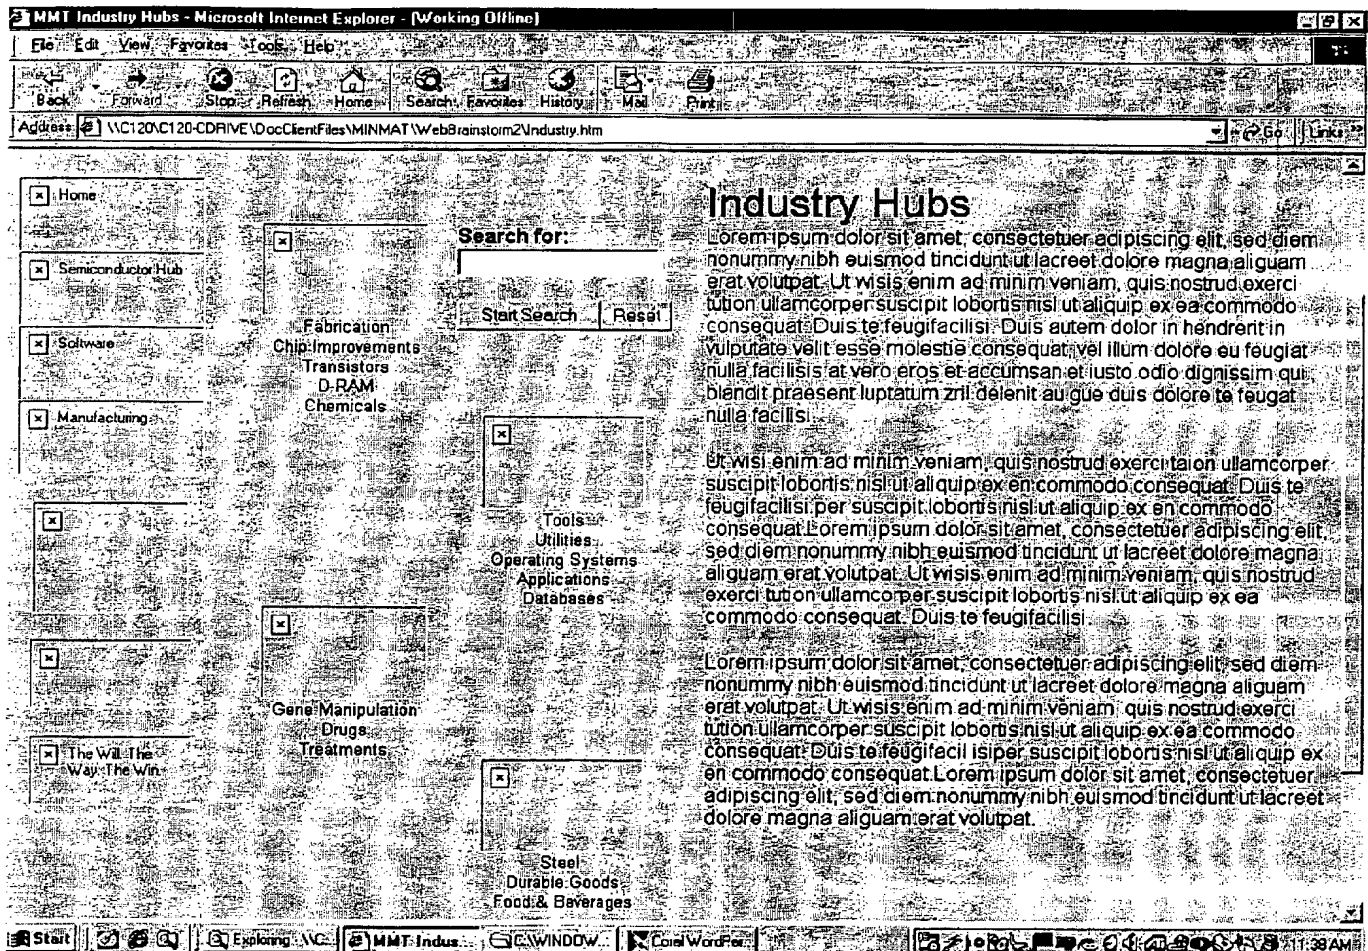 MMT Industry Hubs - Microsoft Internet Explorer - [Working Offline]
File Edit View Favorites Tools Help
Back Forward Stop Refresh Home Search Favorites History Mail Print
Address \\C120\C120-CDRIVE\DocClientFiles\MINMAT\WebBrainstorm2\Industry.htm Go Links
Home
Semiconductor Hub
Software
Manufacturing
The Will The
Way The Win
Fabrication
Chip Improvements
Transistors
D-RAM
Chemicals
Gene Manipulation
Drugs
Treatments
Search for:
Start Search Reset
Tools
Utilities
Operating Systems
Applications
Databases
Steel
Durable Goods
Food & Baverages
Industry Hubs
Lorem ipsum dolor sit amet, consectetuer adipiscing elit, sed diem
nonummy nibh euismod tincidunt ut lacreet dolore magna aliguam
erat volutpat. Ut wisis enim ad minim veniam, quis nostrud exerci
tution ullamcorper suscipit lobortis nisl ut aliquip ex ea commodo
consequat. Duis te feugifacilisi. Duis autem dolor in hendrerit in
vulputate velit esse molestie consequat, vel illum dolore eu feugiat
nulla facilisis at vero eros et accumsan et iusto odio dignissim qui
blandit praesent luptatum zril delenit au gue duis dolore te feugat
nulla facilisi.
Ut wisi enim ad minim veniam, quis nostrud exerci taion ullamcorper
suscipit lobortis nisl ut aliquip ex en commodo consequat. Duis te
feugifacilisi per suscipit lobortis nisl ut aliquip ex en commodo
consequat.Lorem ipsum dolor sit amet, consectetuer adipiscing elit,
sed diem nonummy nibh euismod tincidunt ut lacreet dolore magna
aliguam erat volutpat. Ut wisis enim ad minim veniam, quis nostrud
exerci tution ullamcorper suscipit lobortis nisl ut aliquip ex ea
commodo consequat. Duis te feugifacilisi.
Lorem ipsum dolor sit amet, consectetuer adipiscing elit, sed diem
nonummy nibh euismod tincidunt ut lacreet dolore magna aliguam
erat volutpat. Ut wisis enim ad minim veniam, quis nostrud exerci
tution ullamcorper suscipit lobortis nisl ut aliquip ex ea commodo
consequat. Duis te feugifacil isiper suscipit lobortis nisl ut aliquip ex
en commodo consequat.Lorem ipsum dolor sit amet, consectetuer
adipiscing elit, sed diem nonummy nibh euismod tincidunt ut lacreet
dolore magna aliguam erat volutpat.
Start Exploring - \\C... MMT Indus... C:\WINDOW... Corel WordPer...